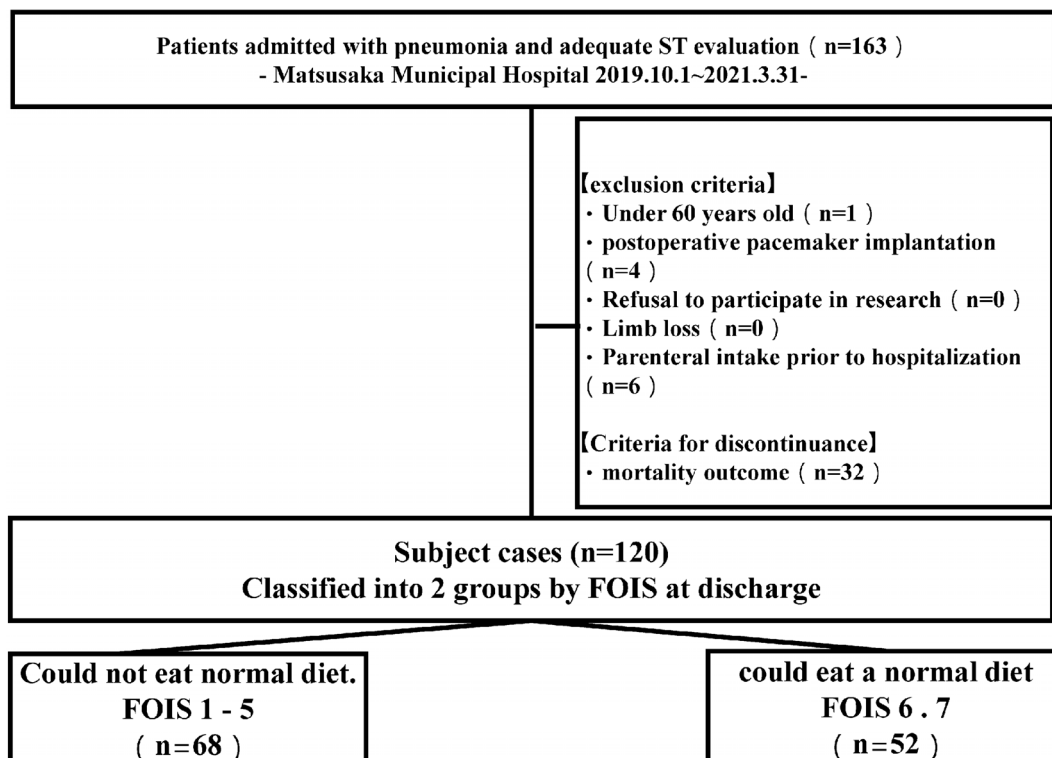 Patients admitted with pneumonia and adequate ST evaluation（n=163）
- Matsusaka Municipal Hospital 2019.10.1~2021.3.31-
【exclusion criteria】
・Under 60 years old（n=1）
・postoperative pacemaker implantation
（n=4）
・Refusal to participate in research（n=0）
・Limb loss（n=0）
・Parenteral intake prior to hospitalization
（n=6）
【Criteria for discontinuance】
・mortality outcome（n=32）
Subject cases (n=120)
Classified into 2 groups by FOIS at discharge
Could not eat normal diet.
FOIS 1 - 5
（n=68）
could eat a normal diet
FOIS 6 . 7
（n=52）